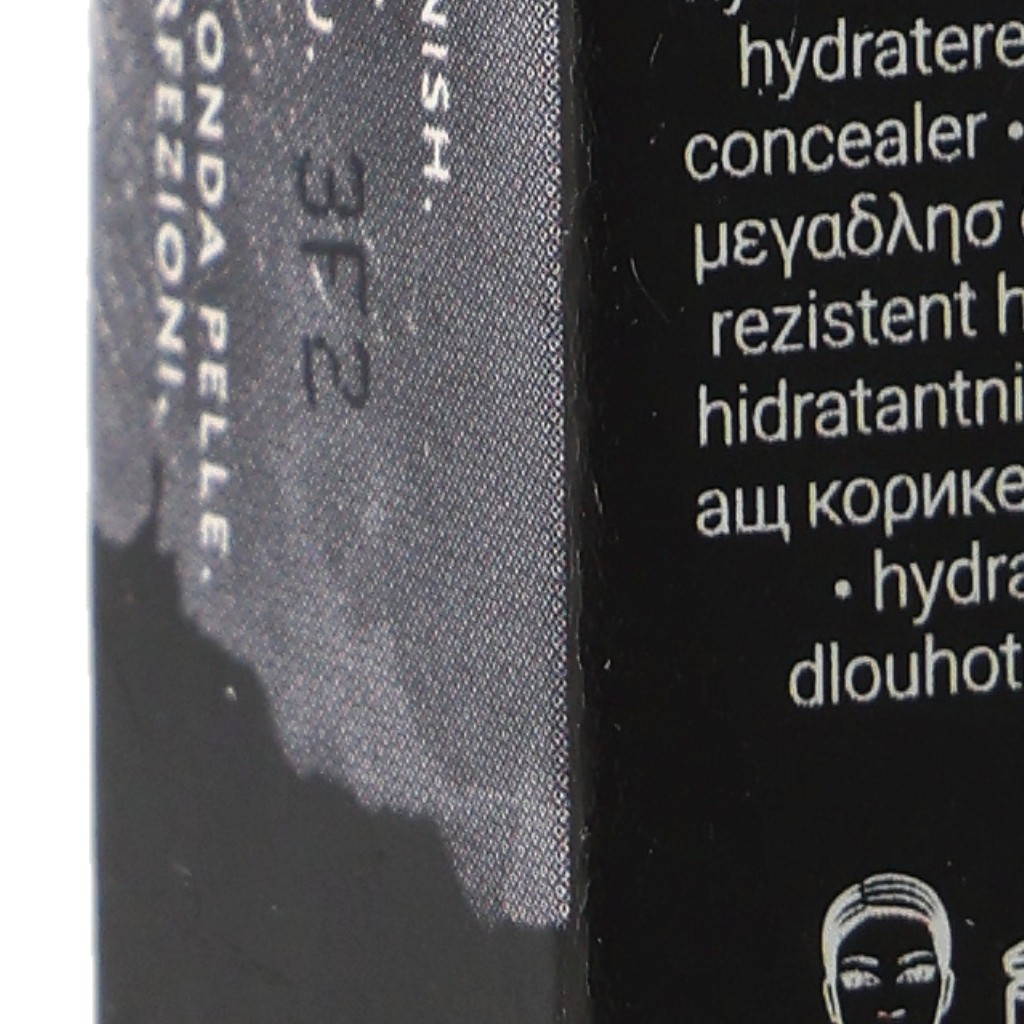 NISH.
3F2
ONDA PELLE.
RFEZIONI,
hydratere
concealer •
μεγαδλησ
rezistent h
hidratantni
ащ корике
• hydra
dlouhot